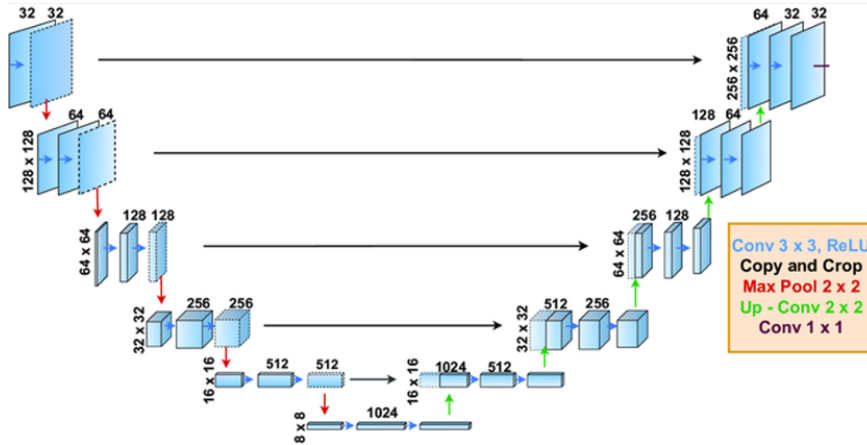 32 32
64 32 32
256 x 256
64 64
128 x 128
128 64
128 x 128
128 128
64 x 64
256 128
64 x 64
Conv 3 x 3, ReLU
Copy and Crop
Max Pool 2 x 2
Up - Conv 2 x 2
Conv 1 x 1
256 256
32 x 32
512 256
32 x 32
512 512
16 x 16
1024 512
16 x 16
1024
8 x 8